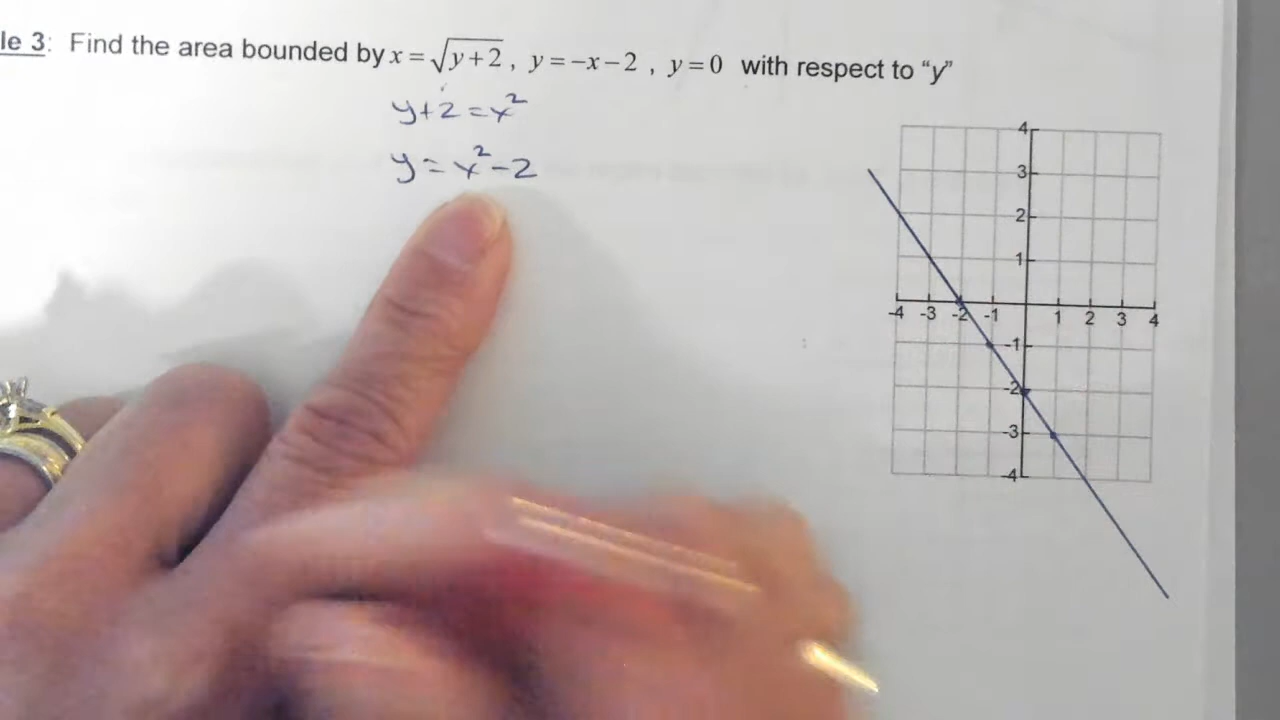 le 3: Find the area bounded by x = √(y+2) , y = −x − 2 , y = 0 with respect to “y”
y+2 = x²
y = x² − 2
4
3
2
1
-4 -3 -2 -1 1 2 3 4
-1
-2
-3
-4